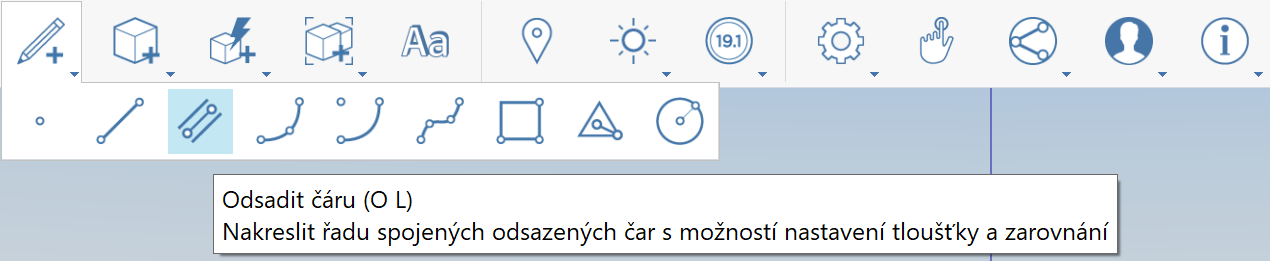 Aa
19.1
i
Odsadit čáru (O L)
Nakreslit řadu spojených odsazených čar s možností nastavení tloušťky a zarovnání